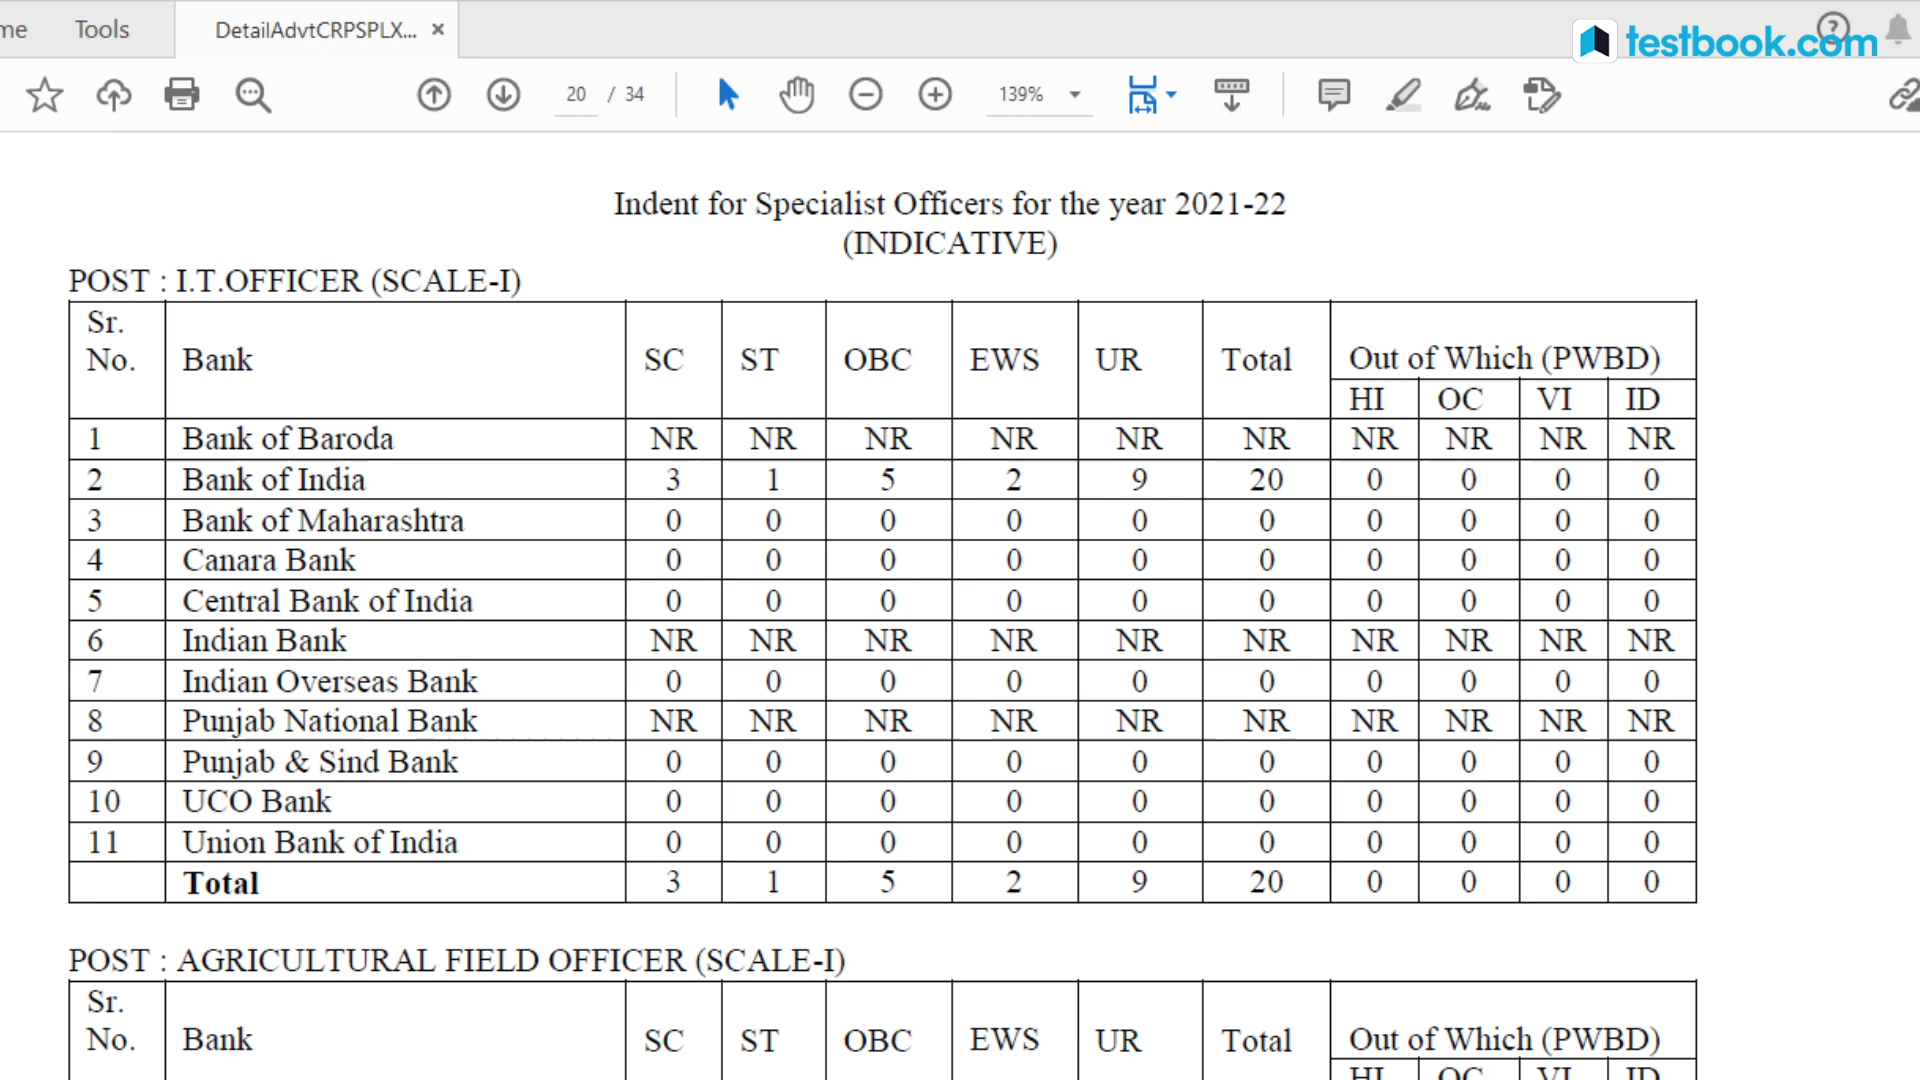 me Tools DetailAdvtCRPSPLX... ×
testbook.com
20 / 34 139%
Indent for Specialist Officers for the year 2021-22
(INDICATIVE)
POST : I.T.OFFICER (SCALE-I)
Sr. No. Bank SC ST OBC EWS UR Total Out of Which (PWBD)
HI OC VI ID
1 Bank of Baroda NR NR NR NR NR NR NR NR NR NR
2 Bank of India 3 1 5 2 9 20 0 0 0 0
3 Bank of Maharashtra 0 0 0 0 0 0 0 0 0 0
4 Canara Bank 0 0 0 0 0 0 0 0 0 0
5 Central Bank of India 0 0 0 0 0 0 0 0 0 0
6 Indian Bank NR NR NR NR NR NR NR NR NR NR
7 Indian Overseas Bank 0 0 0 0 0 0 0 0 0 0
8 Punjab National Bank NR NR NR NR NR NR NR NR NR NR
9 Punjab & Sind Bank 0 0 0 0 0 0 0 0 0 0
10 UCO Bank 0 0 0 0 0 0 0 0 0 0
11 Union Bank of India 0 0 0 0 0 0 0 0 0 0
Total 3 1 5 2 9 20 0 0 0 0
POST : AGRICULTURAL FIELD OFFICER (SCALE-I)
Sr. No. Bank SC ST OBC EWS UR Total Out of Which (PWBD)
HI OC VI ID